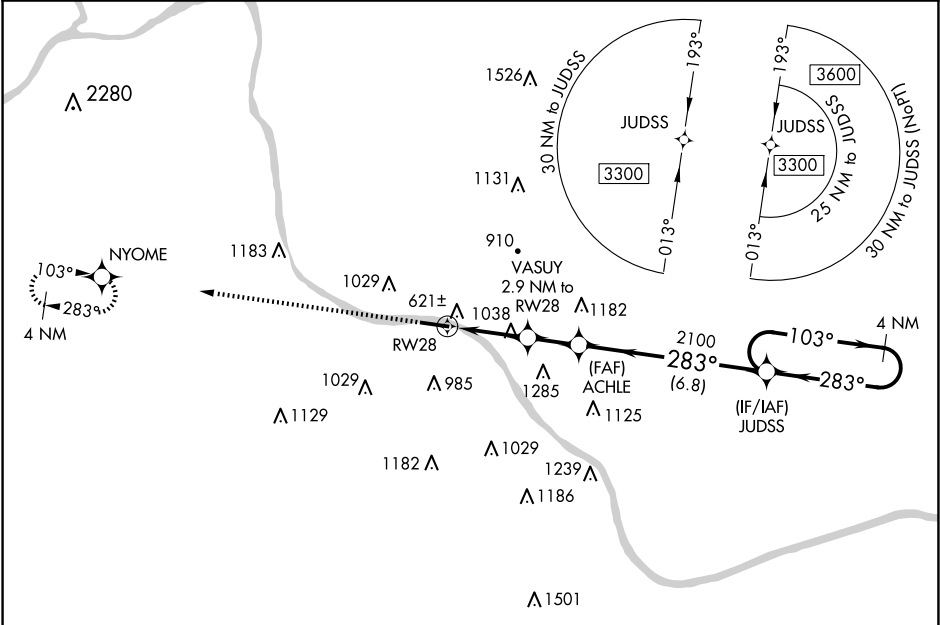 2280
1526
30 NM to JUDSS
193°
JUDSS
3300
013°
193°
3600
JUDSS
3300
25 NM to JUDSS
30 NM to JUDSS (NoPT)
013°
1131
910
VASUY
2.9 NM to
RW28
1183
NYOME
103°
283°
4 NM
1029
621±
1038
RW28
1182
(FAF)
ACHLE
2100
283°
(6.8)
103°
4 NM
283°
(IF/IAF)
JUDSS
1285
1029
985
1125
1129
1029
1182
1239
1186
1501